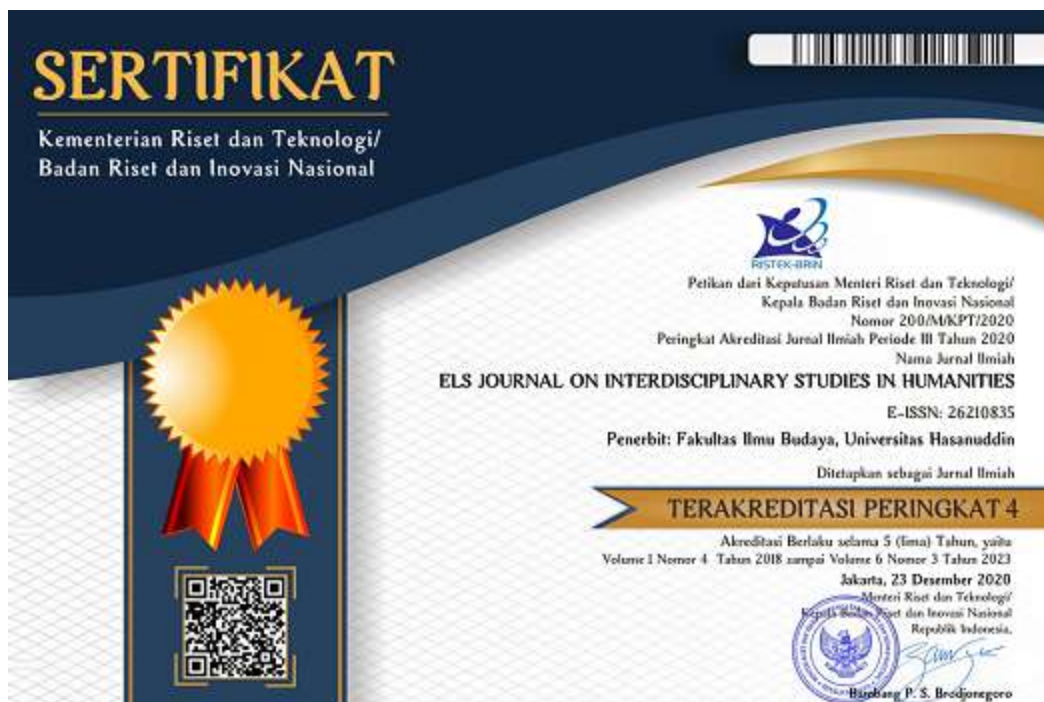 SERTIFIKAT
Kementerian Riset dan Teknologi/
Badan Riset dan Inovasi Nasional
RISTEK-BRIN
Petikan dari Keputusan Menteri Riset dan Teknologi/
Kepala Badan Riset dan Inovasi Nasional
Nomor 200/M/KPT/2020
Peringkat Akreditasi Jurnal Ilmiah Periode III Tahun 2020
Nama Jurnal Ilmiah
ELS JOURNAL ON INTERDISCIPLINARY STUDIES IN HUMANITIES
E-ISSN: 26210835
Penerbit: Fakultas Ilmu Budaya, Universitas Hasanuddin
Ditetapkan sebagai Jurnal Ilmiah
TERAKREDITASI PERINGKAT 4
Akreditasi Berlaku selama 5 (lima) Tahun, yaitu
Volume 1 Nomor 4 Tahun 2018 sampai Volume 6 Nomor 3 Tahun 2023
Jakarta, 23 Desember 2020
Menteri Riset dan Teknologi/
Kepala Badan Riset dan Inovasi Nasional
Republik Indonesia,
Bambang P. S. Brodjonegoro